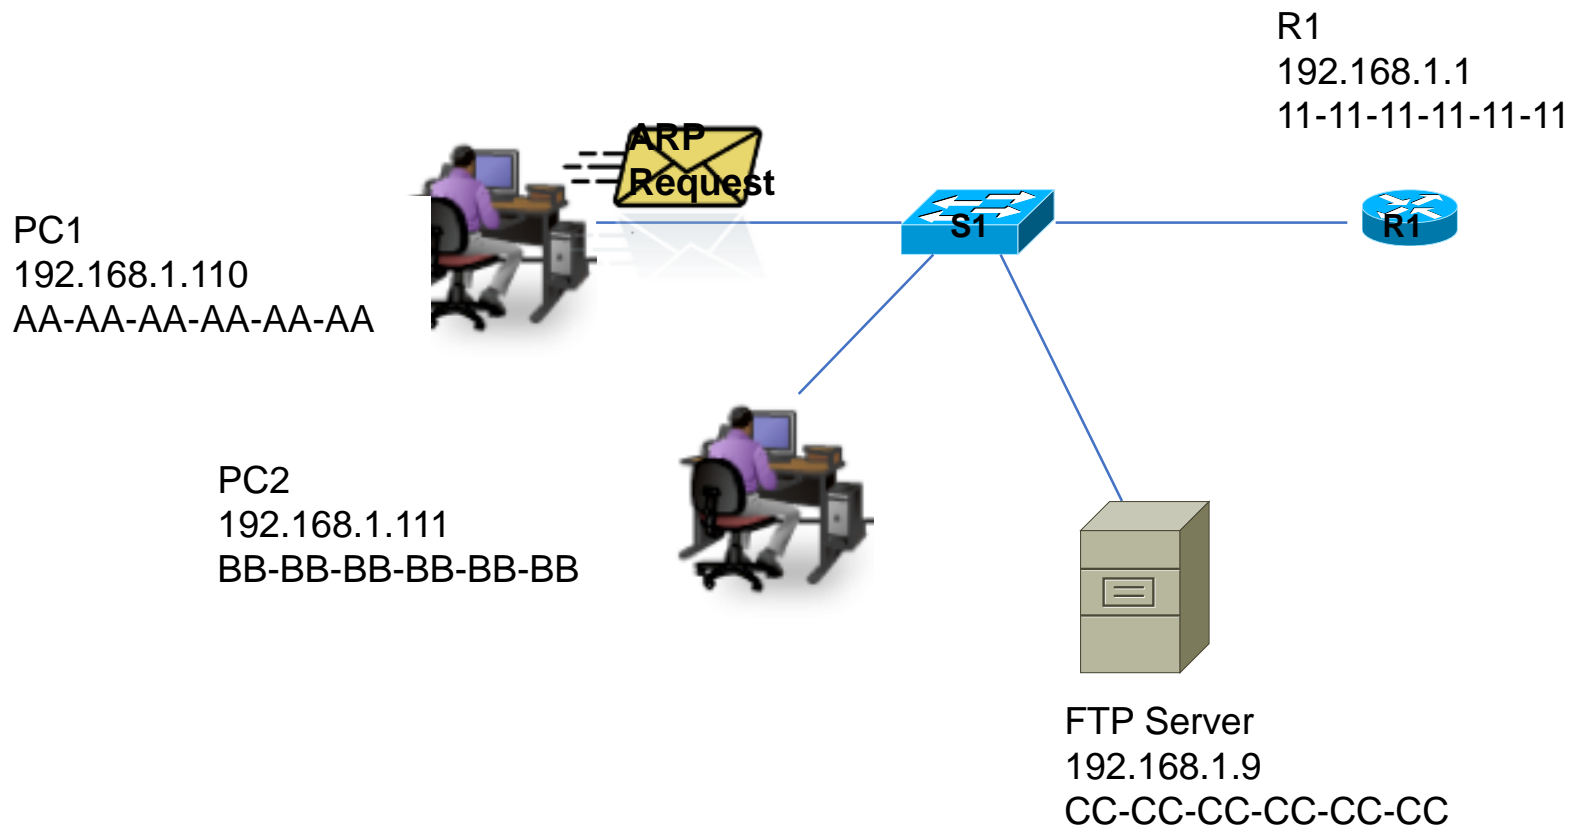 R1
192.168.1.1
11-11-11-11-11-11
ARP
Request
S1
R1
PC1
192.168.1.110
AA-AA-AA-AA-AA-AA
PC2
192.168.1.111
BB-BB-BB-BB-BB-BB
FTP Server
192.168.1.9
CC-CC-CC-CC-CC-CC